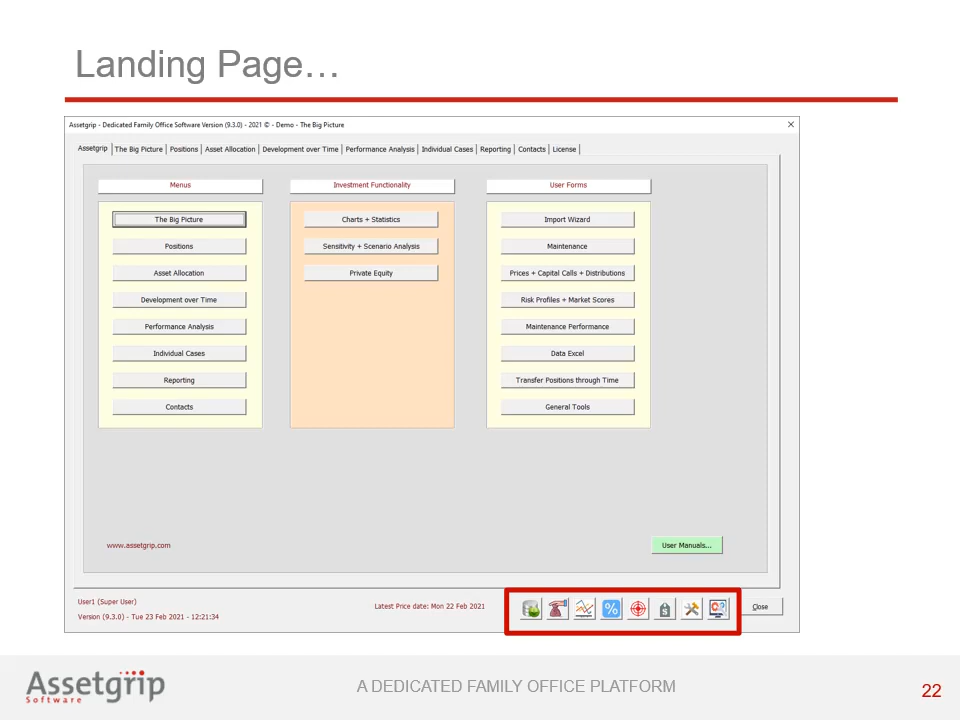 Landing Page…
Assetgrip - Dedicated Family Office Software Version (9.3.0) - 2021 © - Demo - The Big Picture
Assetgrip | The Big Picture | Positions | Asset Allocation | Development over Time | Performance Analysis | Individual Cases | Reporting | Contacts | License |
Menus
The Big Picture
Positions
Asset Allocation
Development over Time
Performance Analysis
Individual Cases
Reporting
Contacts
Investment Functionality
Charts + Statistics
Sensitivity + Scenario Analysis
Private Equity
User Forms
Import Wizard
Maintenance
Prices + Capital Calls + Distributions
Risk Profiles + Market Scores
Maintenance Performance
Data Excel
Transfer Positions through Time
General Tools
www.assetgrip.com
User Manuals...
User1 (Super User)
Version (9.3.0) - Tue 23 Feb 2021 - 12:21:34
Latest Price date: Mon 22 Feb 2021
%
$
Close
Assetgrip
Software
A DEDICATED FAMILY OFFICE PLATFORM
22